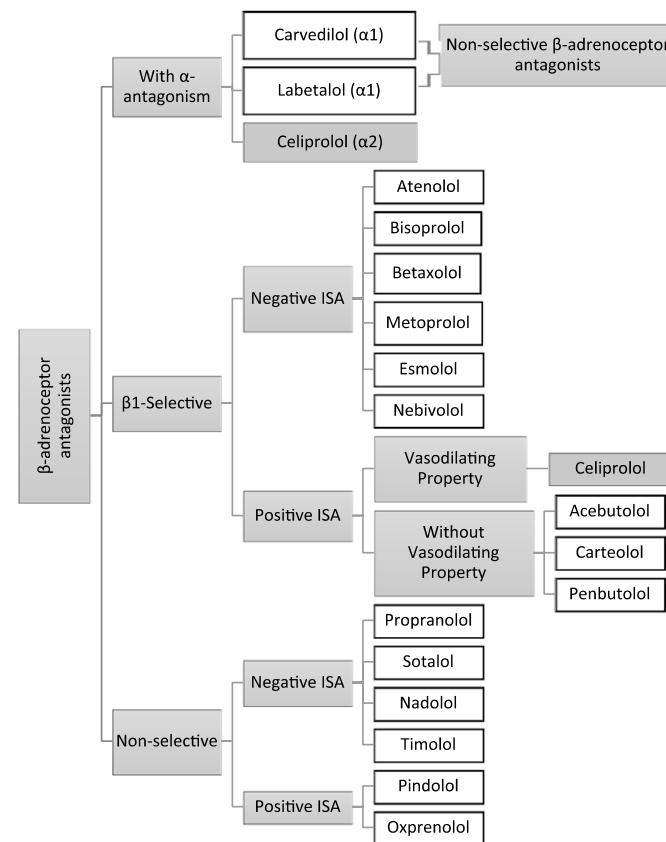 β-adrenoceptor
antagonists
With α-
antagonism
Carvedilol (α1)
Labetalol (α1)
Non-selective β-adrenoceptor
antagonists
Celiprolol (α2)
β1-Selective
Negative ISA
Atenolol
Bisoprolol
Betaxolol
Metoprolol
Esmolol
Nebivolol
Positive ISA
Vasodilating
Property
Celiprolol
Without
Vasodilating
Property
Acebutolol
Carteolol
Penbutolol
Non-selective
Negative ISA
Propranolol
Sotalol
Nadolol
Timolol
Positive ISA
Pindolol
Oxprenolol